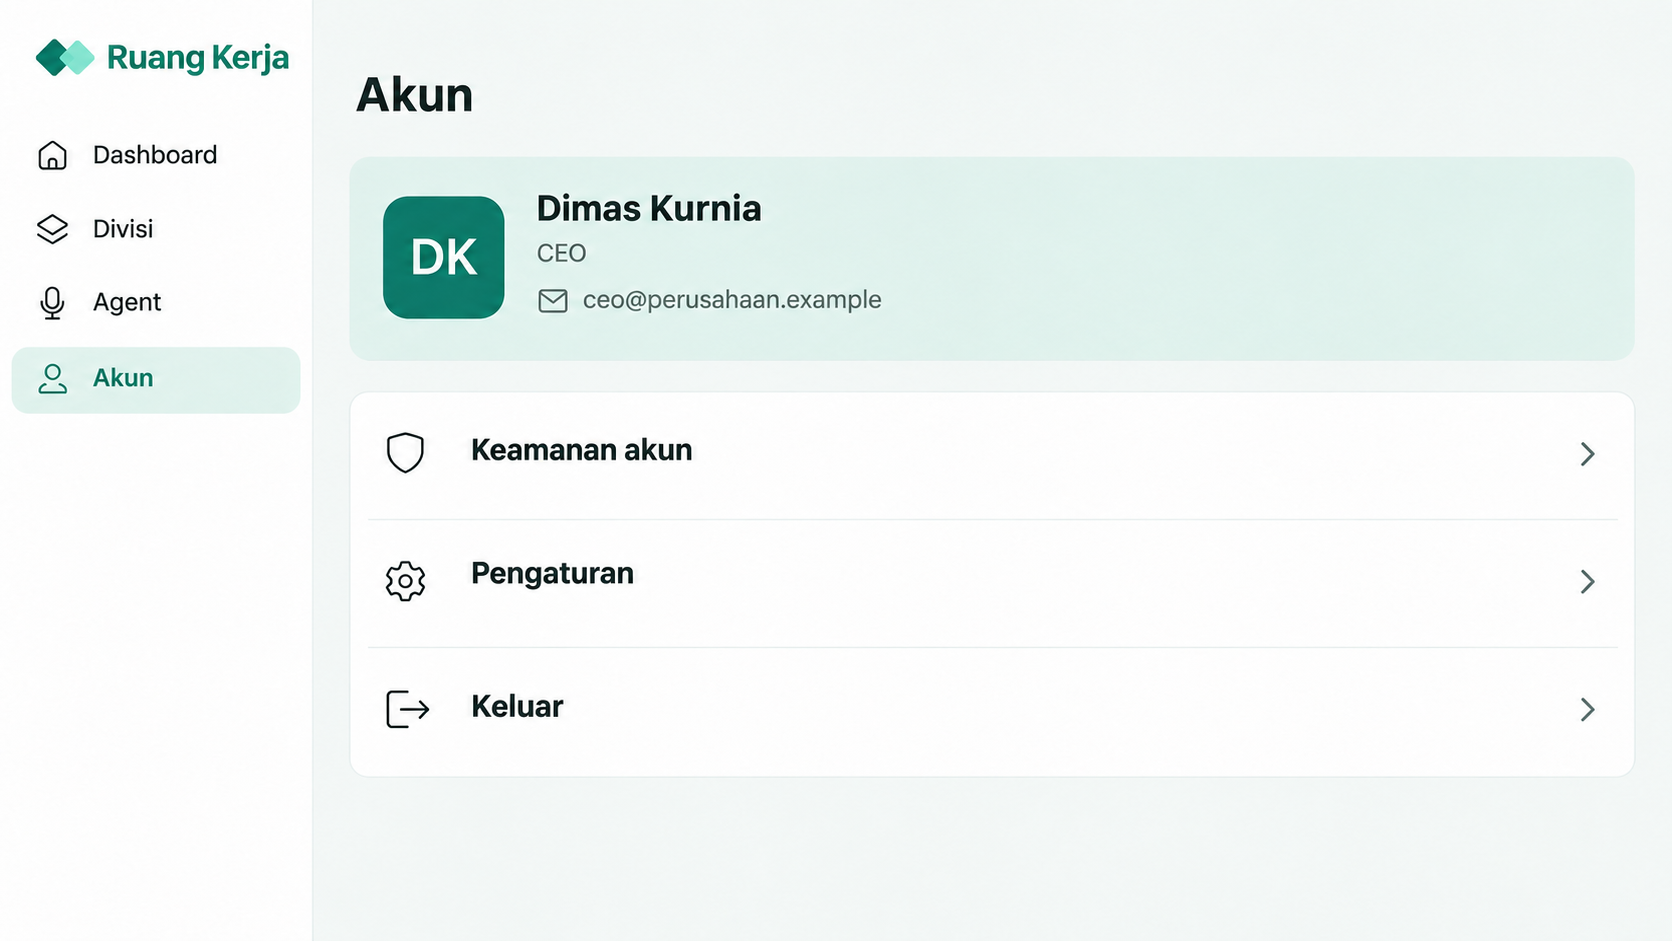 Ruang Kerja
Dashboard
Divisi
Agent
Akun
Akun
DK
Dimas Kurnia
CEO
ceo@perusahaan.example
Keamanan akun
Pengaturan
Keluar